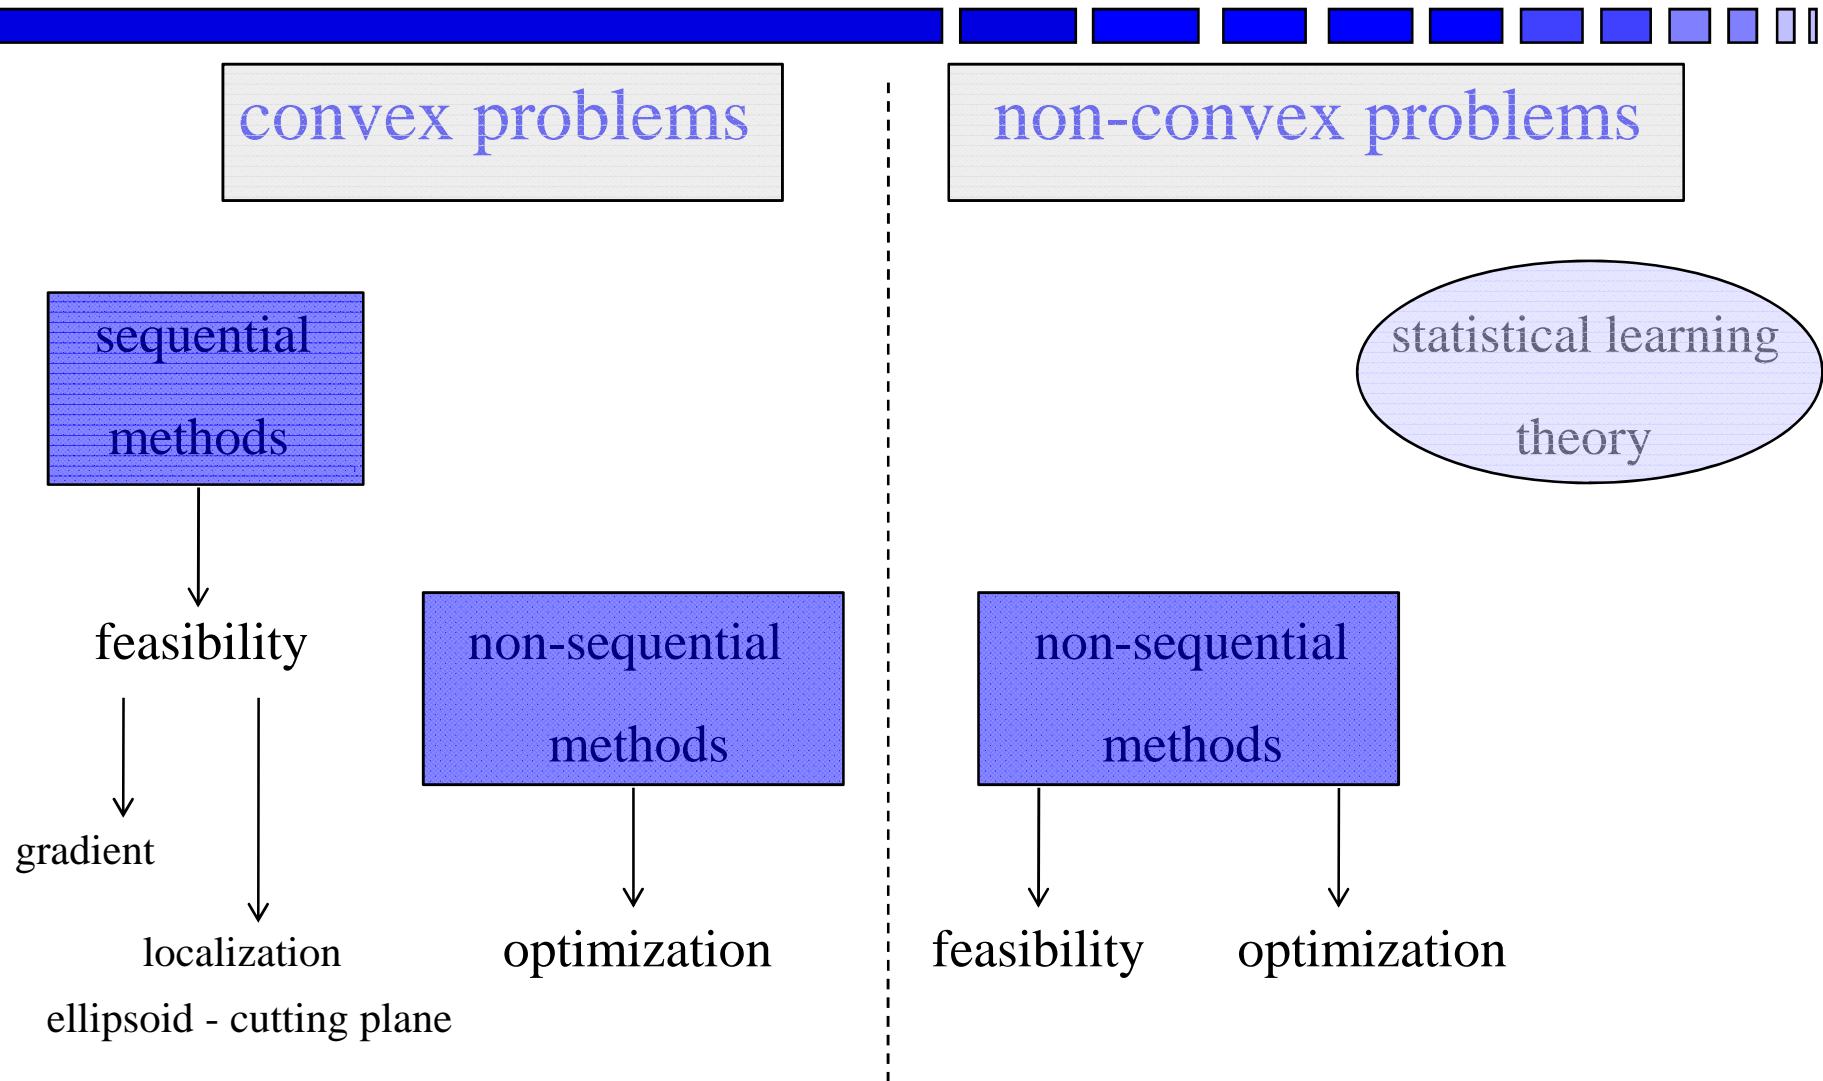 convex problems
non-convex problems
sequential
methods
statistical learning
theory
feasibility
non-sequential
methods
non-sequential
methods
gradient
localization
ellipsoid - cutting plane
optimization
feasibility
optimization